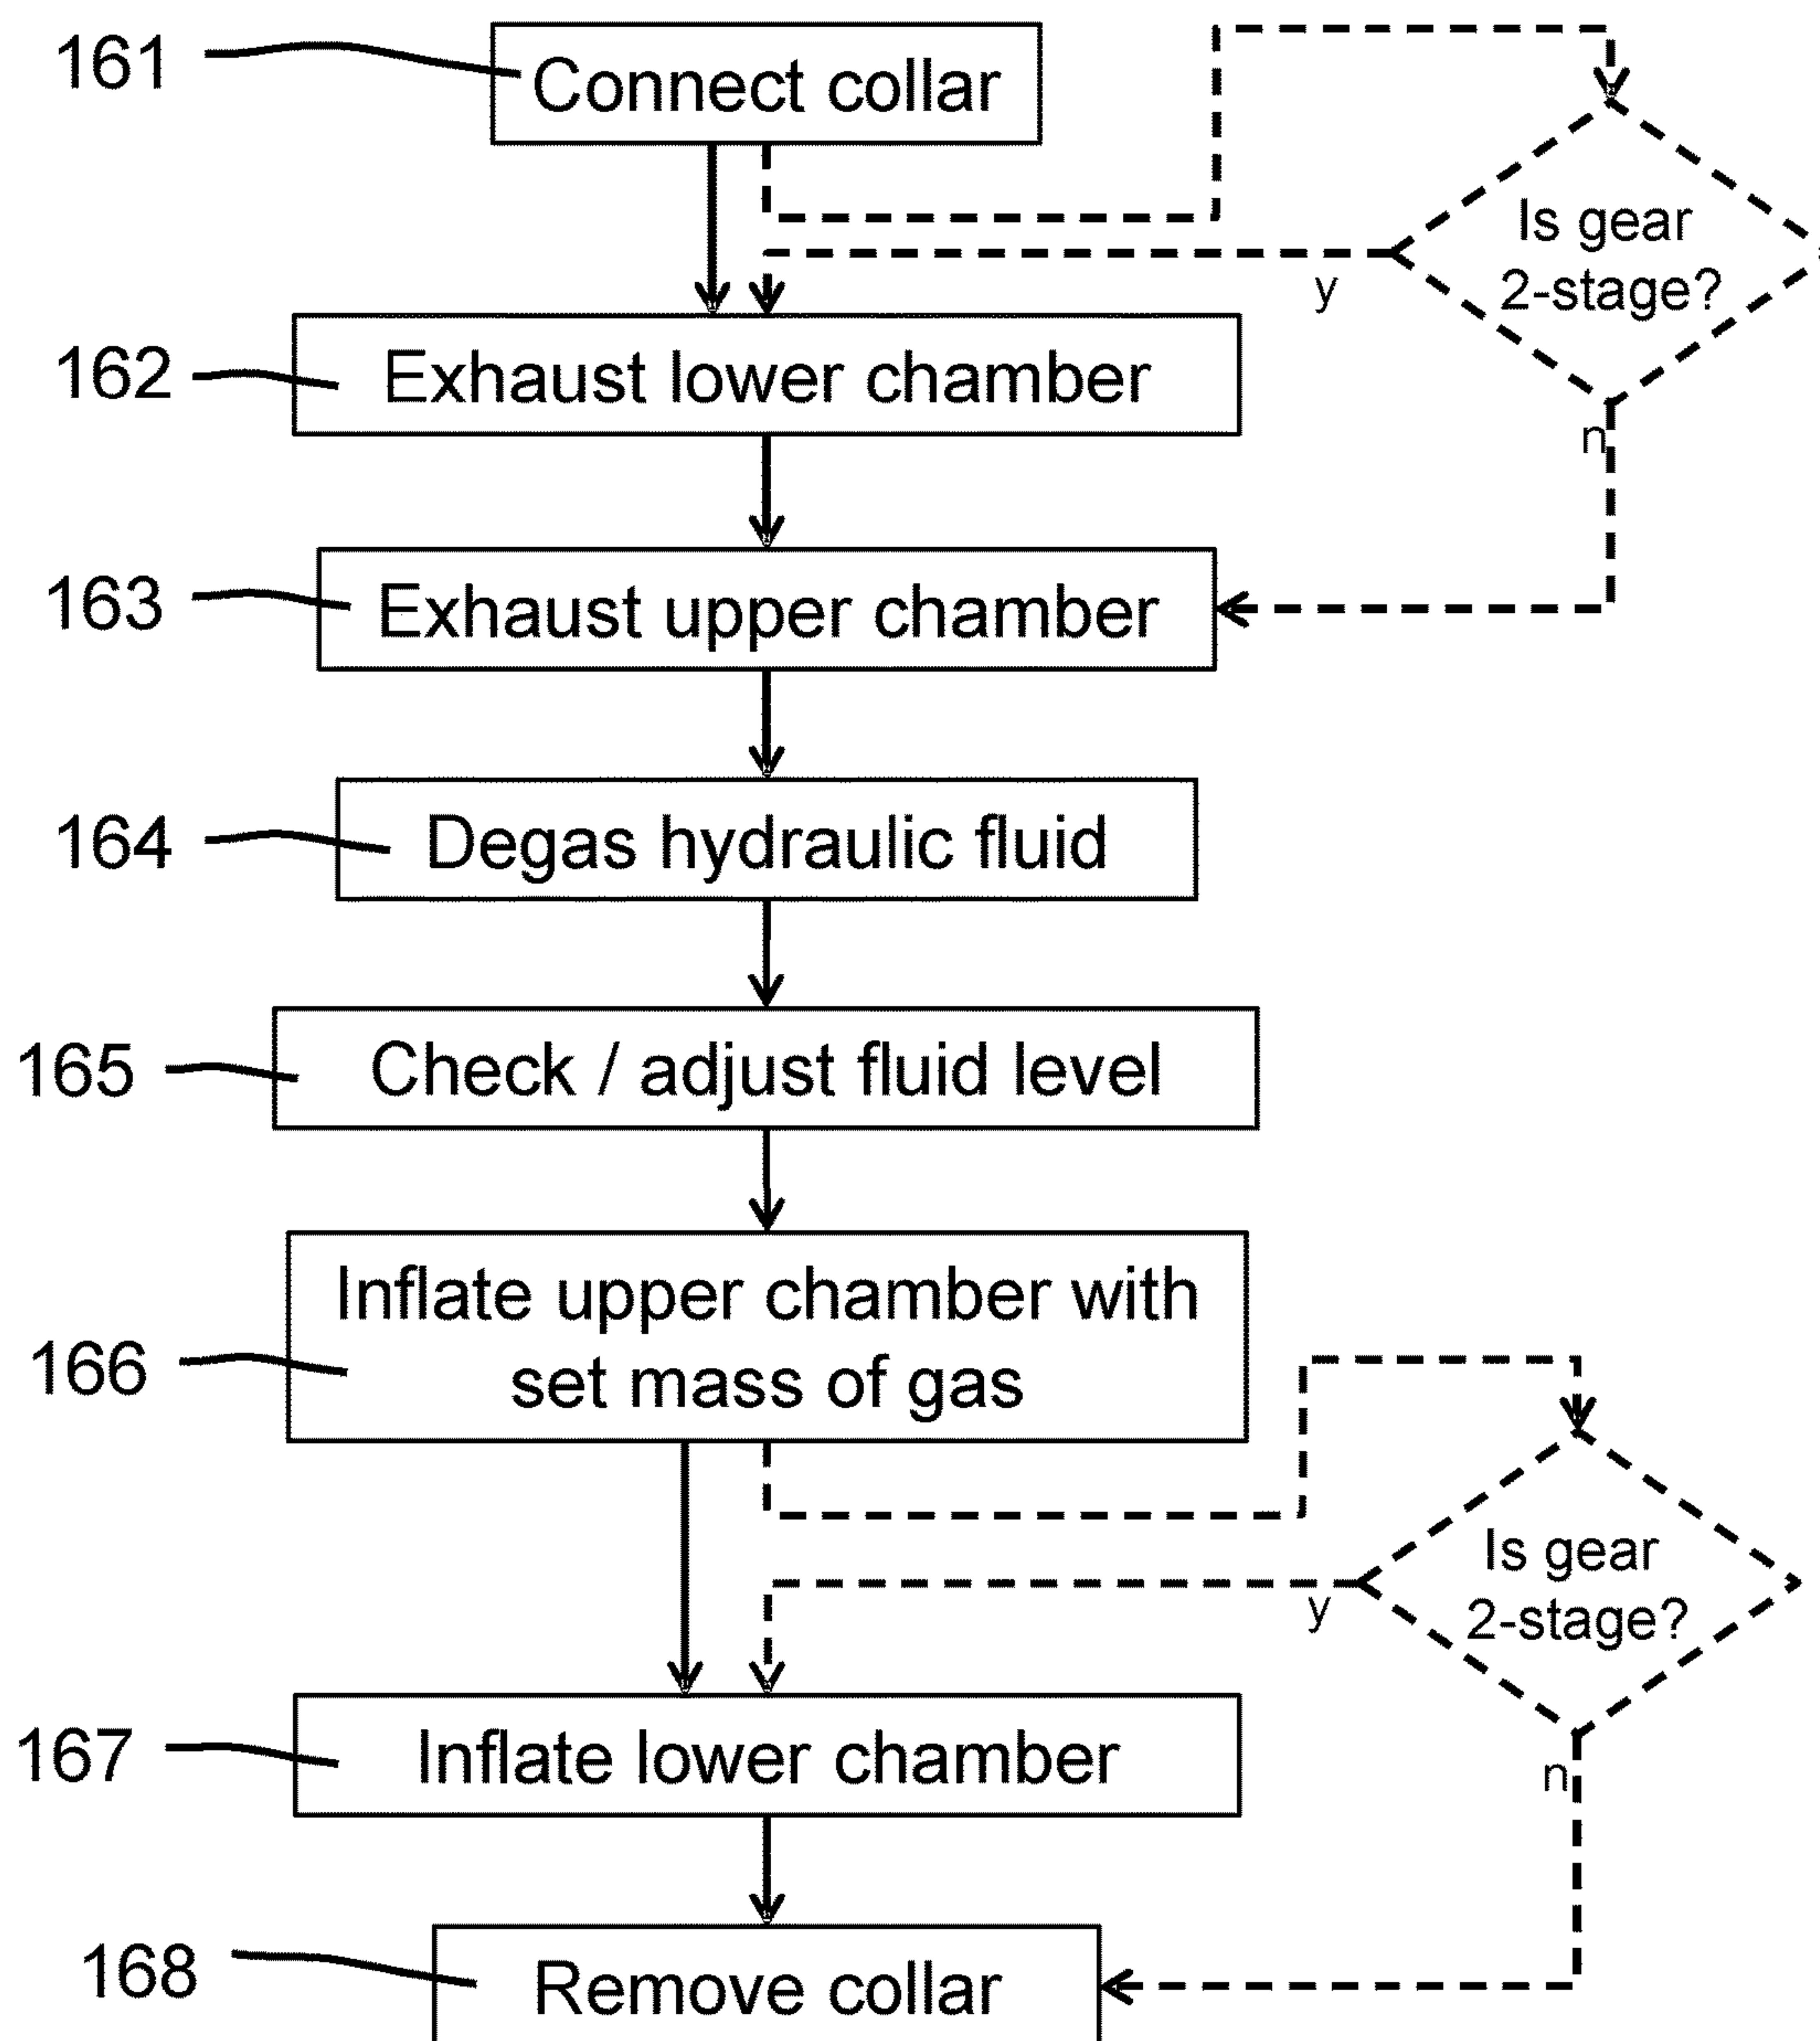 161
Connect collar
Is gear
2-stage?
y
n
162
Exhaust lower chamber
163
Exhaust upper chamber
164
Degas hydraulic fluid
165
Check / adjust fluid level
166
Inflate upper chamber with
set mass of gas
Is gear
2-stage?
y
n
167
Inflate lower chamber
168
Remove collar